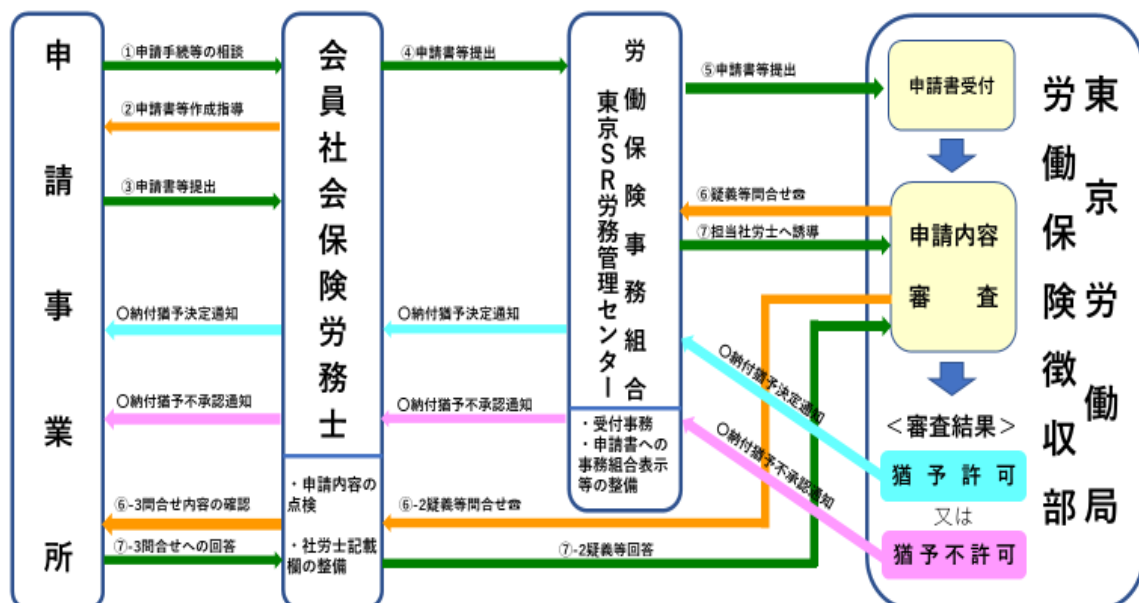 申請事業所
①申請手続等の相談
②申請書等作成指導
③申請書等提出
〇納付猶予決定通知
〇納付猶予不承認通知
⑥-3問合せ内容の確認
⑦-3問合せへの回答
会員社会保険労務士
・申請内容の
点検
・社労士記載
欄の整備
④申請書等提出
〇納付猶予決定通知
〇納付猶予不承認通知
⑥-2疑義等問合せ☎
⑦-2疑義等回答
労働保険事務組合
東京SR労務管理センター
・受付事務
・申請書への
事務組合表示
等の整備
⑤申請書等提出
⑥疑義等問合せ☎
⑦担当社労士へ誘導
〇納付猶予決定通知
〇納付猶予不承認通知
東京労働局
労働保険徴収部
申請書受付
申請内容
審査
＜審査結果＞
猶予許可
又は
猶予不許可